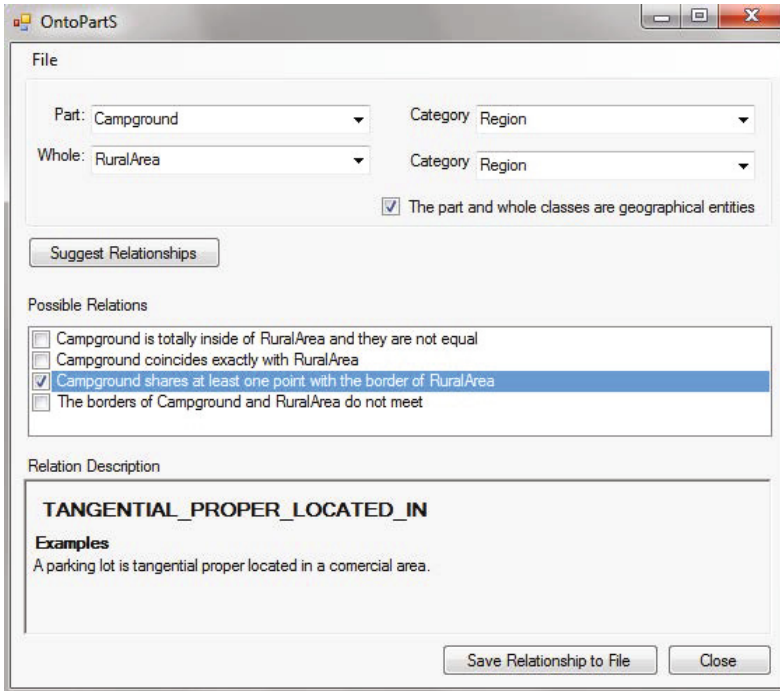 OntoPartS
File
Part: Campground Category Region
Whole: RuralArea Category Region
The part and whole classes are geographical entities
Suggest Relationships
Possible Relations
Campground is totally inside of RuralArea and they are not equal
Campground coincides exactly with RuralArea
Campground shares at least one point with the border of RuralArea
The borders of Campground and RuralArea do not meet
Relation Description
TANGENTIAL_PROPER_LOCATED_IN
Examples
A parking lot is tangential proper located in a comercial area.
Save Relationship to File Close